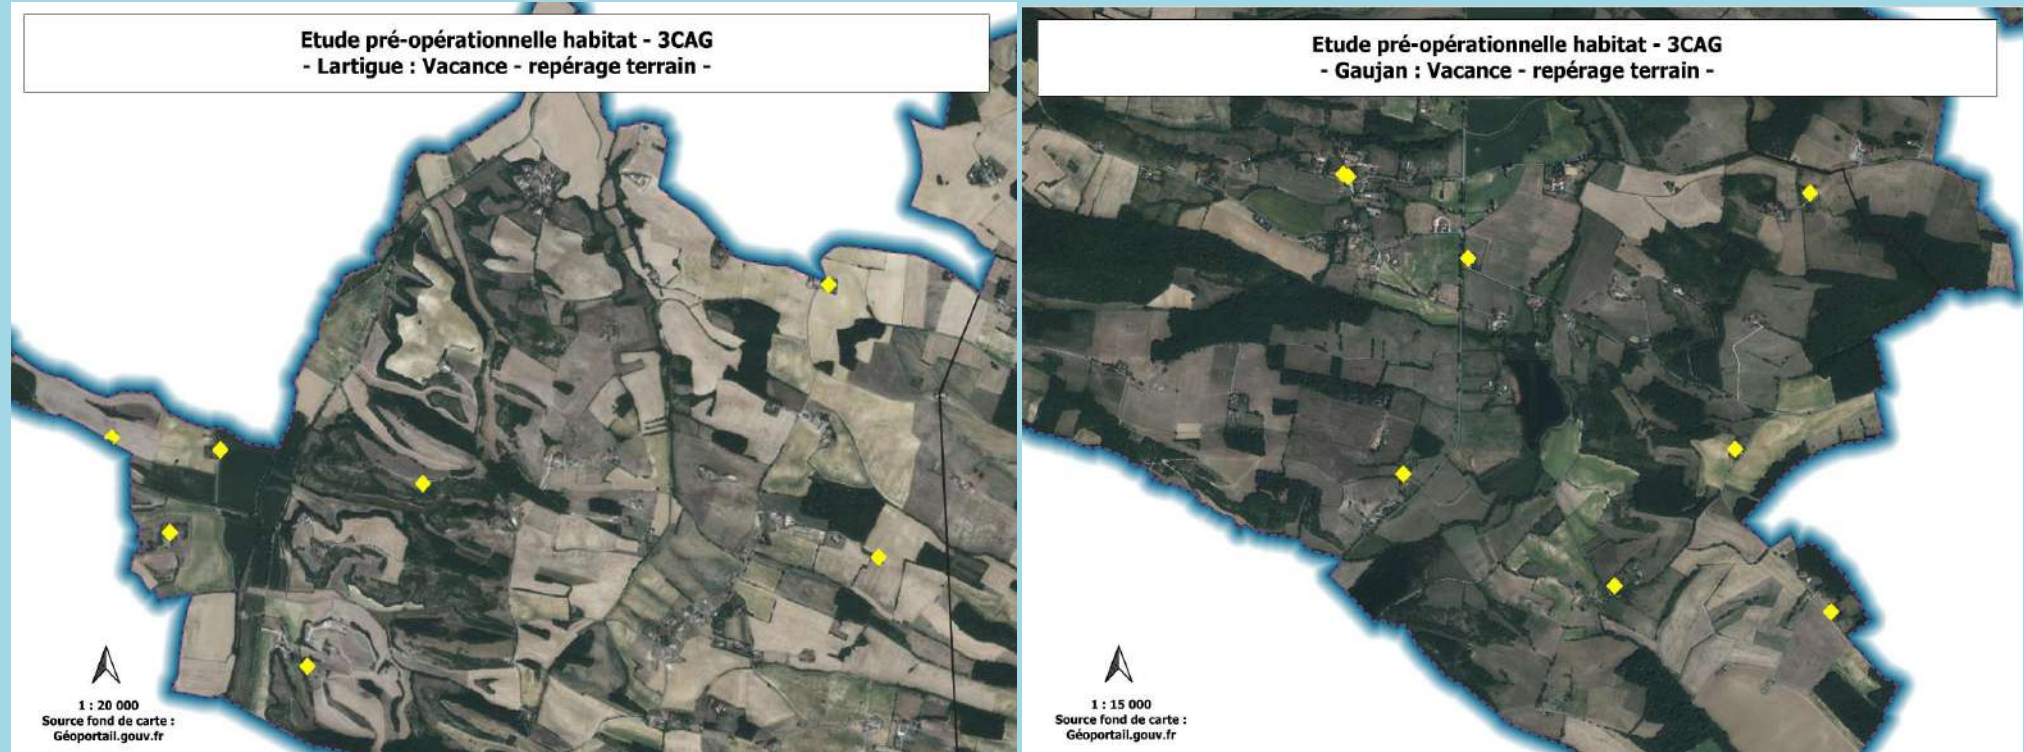 Etude pré-opérationnelle habitat - 3CAG
- Lartigue : Vacance - repérage terrain -
1 : 20 000
Source fond de carte :
Géoportail.gouv.fr
Etude pré-opérationnelle habitat - 3CAG
- Gaujan : Vacance - repérage terrain -
1 : 15 000
Source fond de carte :
Géoportail.gouv.fr